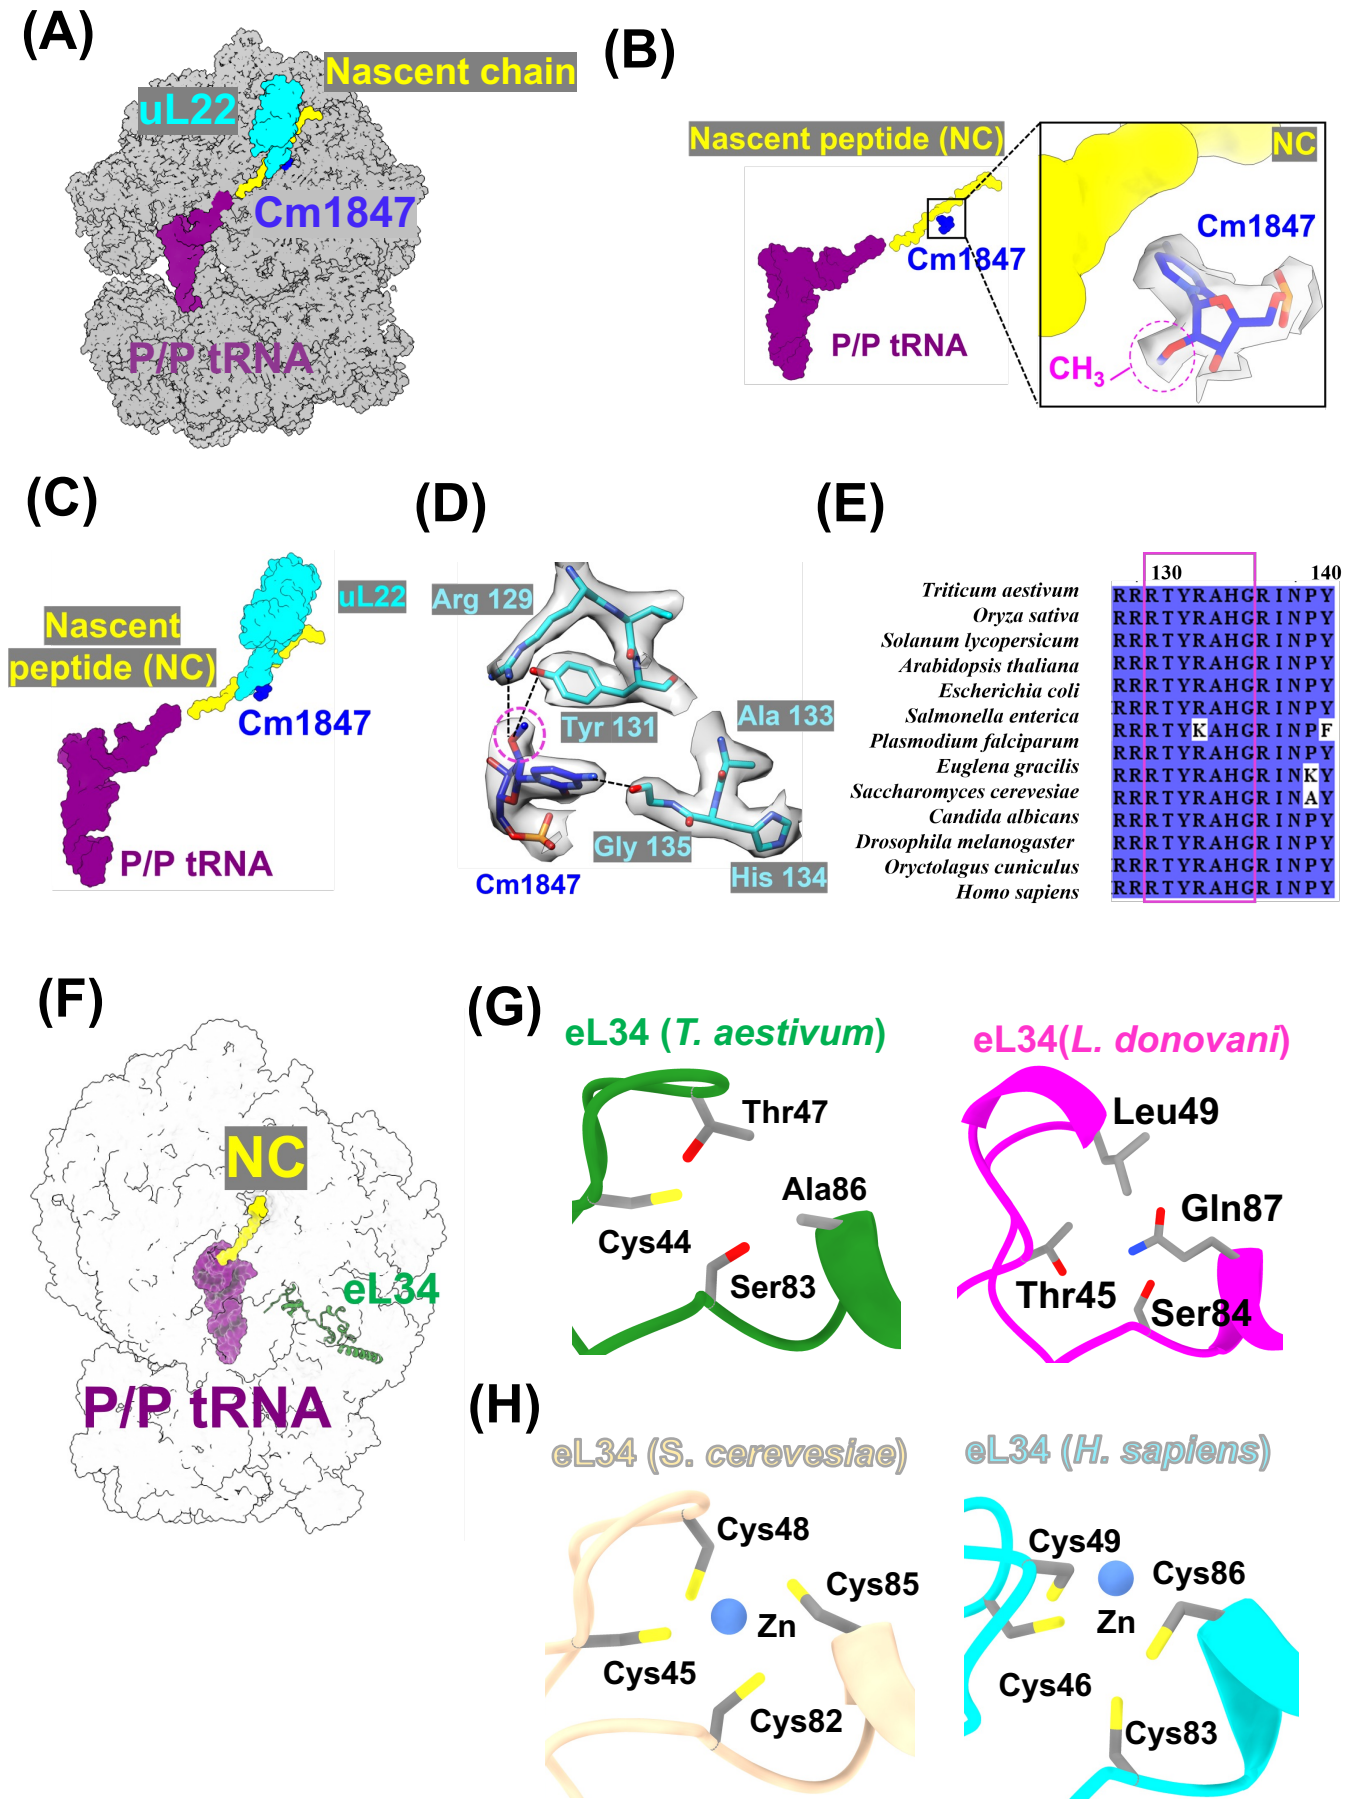 (A)
Nascent chain
uL22
Cm1847
P/P tRNA
(B)
Nascent peptide (NC)
Cm1847
P/P tRNA
NC
Cm1847
CH₃
(C)
uL22
Nascent
peptide (NC)
Cm1847
P/P tRNA
(D)
Arg 129
Tyr 131
Ala 133
Gly 135
His 134
Cm1847
(E)
130 140
Triticum aestivum
Oryza sativa
Solanum lycopersicum
Arabidopsis thaliana
Escherichia coli
Salmonella enterica
Plasmodium falciparum
Euglena gracilis
Saccharomyces cerevesiae
Candida albicans
Drosophila melanogaster
Oryctolagus cuniculus
Homo sapiens
RRRTYRAHGRINPY
RRRTYRAHGRINPY
RRRTYRAHGRINPY
RRRTYRAHGRINPY
RRRTYRAHGRINPY
RRRTYRAHGRINPY
RRRTYKAHGRINPF
RRRTYRAHGRINPY
RRRTYRAHGRINKY
RRRTYRAHGRINAY
RRRTYRAHGRINPY
RRRTYRAHGRINPY
RRRTYRAHGRINPY
RRRTYRAHGRINPY
(F)
NC
eL34
P/P tRNA
(G)
eL34 (T. aestivum)
Thr47
Ala86
Cys44
Ser83
eL34(L. donovani)
Leu49
Gln87
Thr45
Ser84
(H)
eL34 (S. cerevesiae)
Cys48
Cys85
Zn
Cys45
Cys82
eL34 (H. sapiens)
Cys49
Cys86
Zn
Cys46
Cys83